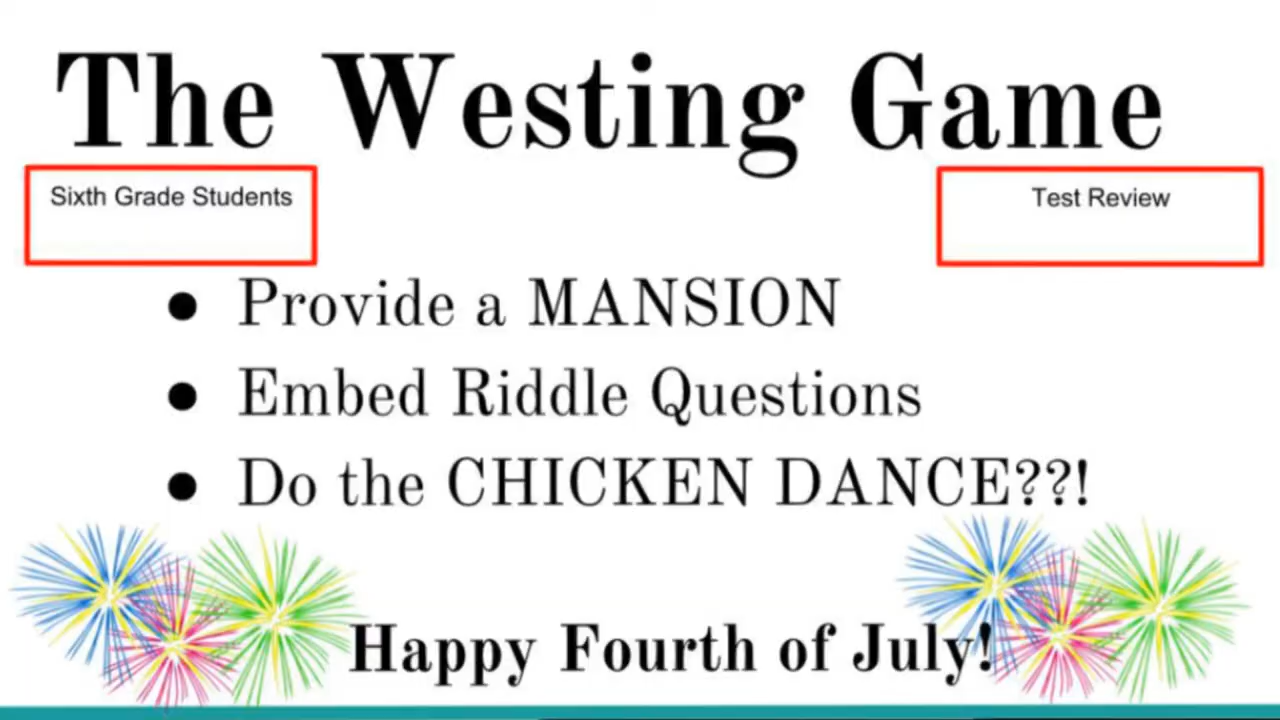 The Westing Game
Sixth Grade Students
Test Review
● Provide a MANSION
● Embed Riddle Questions
● Do the CHICKEN DANCE??!
Happy Fourth of July!